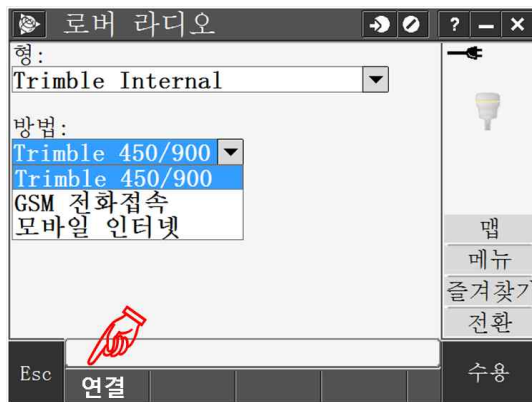 로버 라디오
? – ×
형:
Trimble Internal
방법:
Trimble 450/900
Trimble 450/900
GSM 전화접속
모바일 인터넷
맵
메뉴
즐겨찾기
전환
Esc
연결
수용